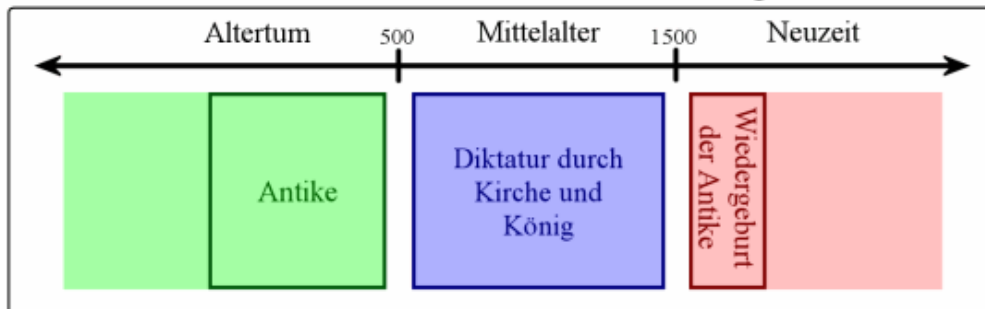 Altertum 500 Mittelalter 1500 Neuzeit
Antike
Diktatur durch
Kirche und
König
Wiedergeburt
der Antike